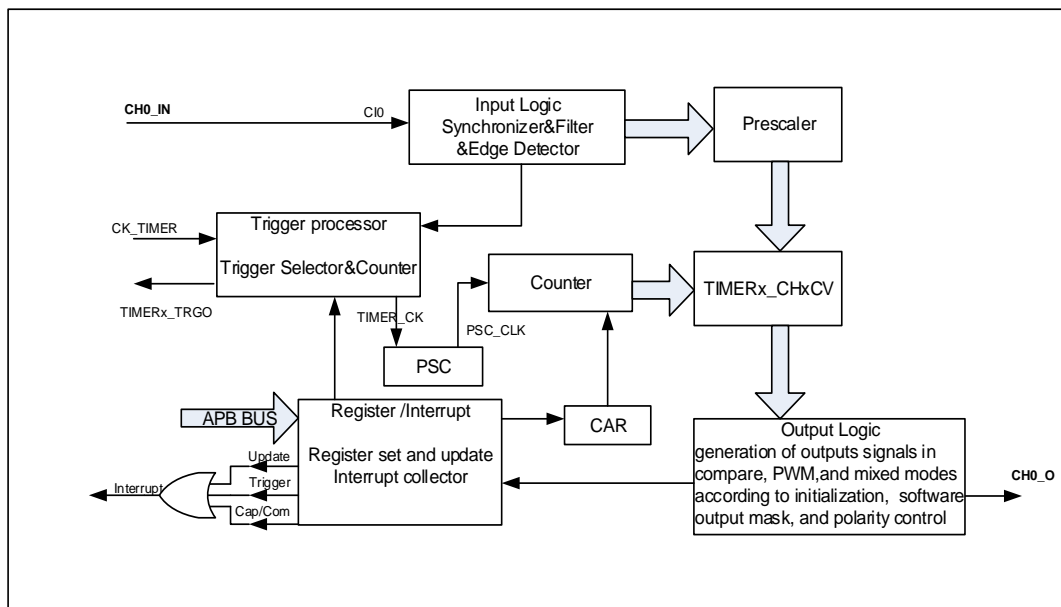 CH0_IN
CI0
Input Logic
Synchronizer&Filter
&Edge Detector
Prescaler
CK_TIMER
Trigger processor
Trigger Selector&Counter
TIMERx_TRGO
TIMER_CK
PSC
PSC_CLK
Counter
TIMERx_CHxCV
APB BUS
Register /Interrupt
Register set and update
Interrupt collector
CAR
Update
Trigger
Cap/Com
Interrupt
Output Logic
generation of outputs signals in
compare, PWM,and mixed modes
according to initialization, software
output mask, and polarity control
CH0_O